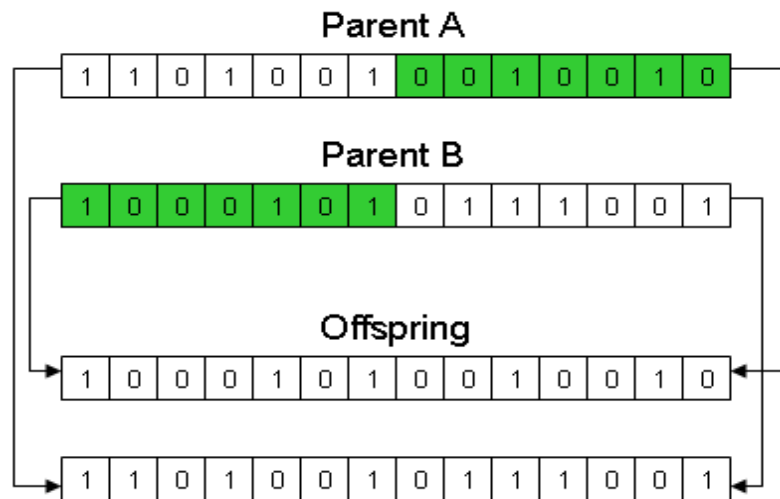 Parent A
1 1 0 1 0 0 1 0 0 1 0 0 1 0
Parent B
1 0 0 0 1 0 1 0 1 1 1 0 0 1
Offspring
1 0 0 0 1 0 1 0 0 1 0 0 1 0
1 1 0 1 0 0 1 0 1 1 1 0 0 1